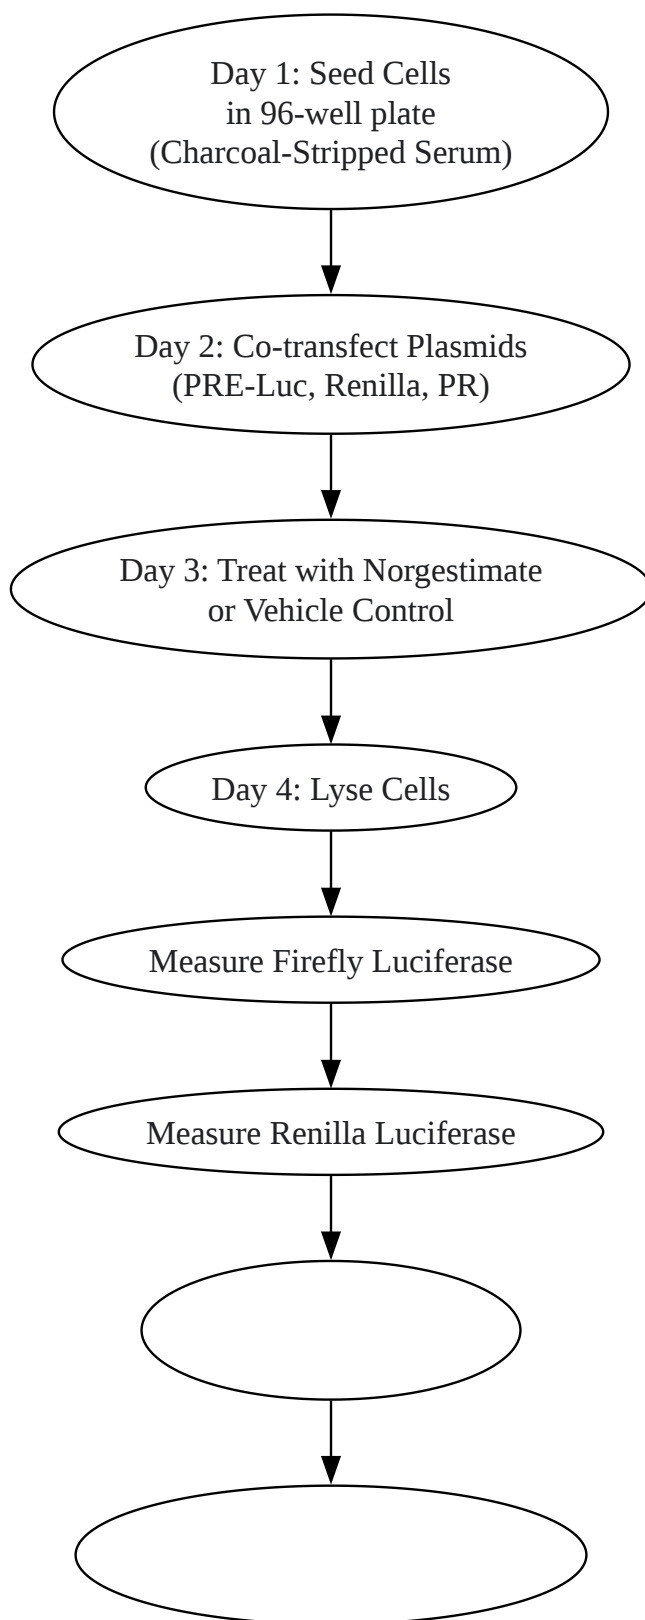 Day 1: Seed Cells
in 96-well plate
(Charcoal-Stripped Serum)
Day 2: Co-transfect Plasmids
(PRE-Luc, Renilla, PR)
Day 3: Treat with Norgestimate
or Vehicle Control
Day 4: Lyse Cells
Measure Firefly Luciferase
Measure Renilla Luciferase